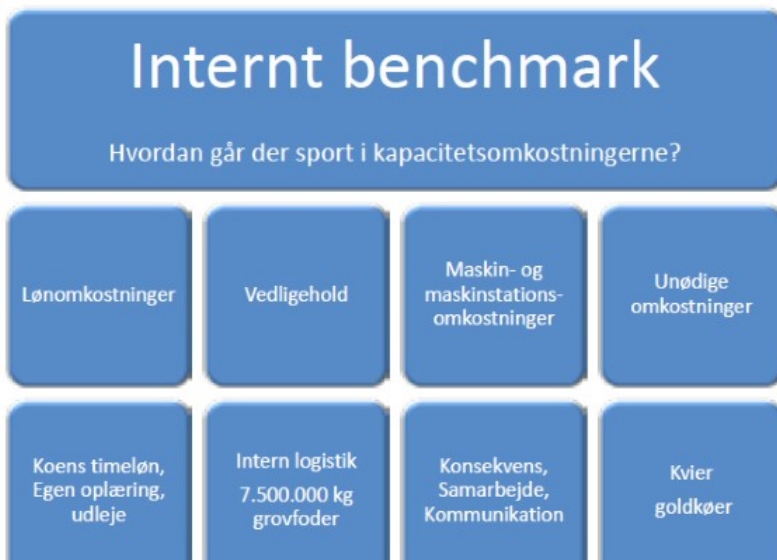 Internt benchmark
Hvordan går der sport i kapacitetsomkostningerne?
Lønomkostninger
Vedligehold
Maskin- og
maskinstations-
omkostninger
Unødige
omkostninger
Koens timeløn,
Egen oplæring,
udleje
Intern logistik
7.500.000 kg
grovfoder
Konsekvens,
Samarbejde,
Kommunikation
Kvier
goldkøer